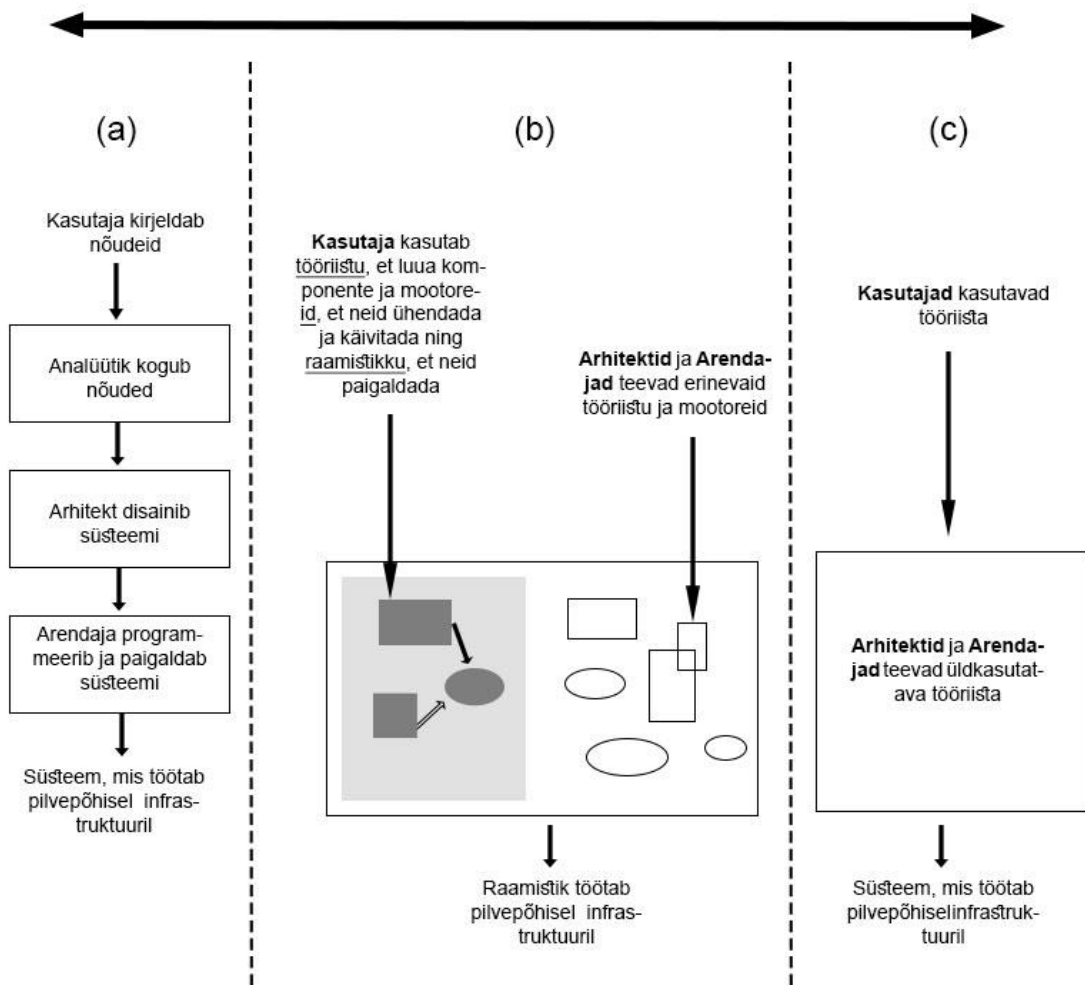 (a)
Kasutaja kirjeldab
nõudeid
Analüütik kogub
nõuded
Arhitekt disainib
süsteemi
Arendaja program-
meerib ja paigaldab
süsteemi
Süsteem, mis töötab
pilvepõhisel infras-
truktuuril
(b)
Kasutaja kasutab
tööriistu, et luua kom-
ponente ja mootore-
id, et neid ühendada
ja käivitada ning
raamistikku, et neid
paigaldada
Arhitektid ja Arenda-
jad teevad erinevaid
tööriistu ja mootoreid
Raamistik töötab
pilvepõhisel infras-
truktuuril
(c)
Kasutajad kasutavad
tööriista
Arhitektid ja Arenda-
jad teevad üldkasutat-
ava tööriista
Süsteem, mis töötab
pilvepõhiselinfrastruk-
tuuril